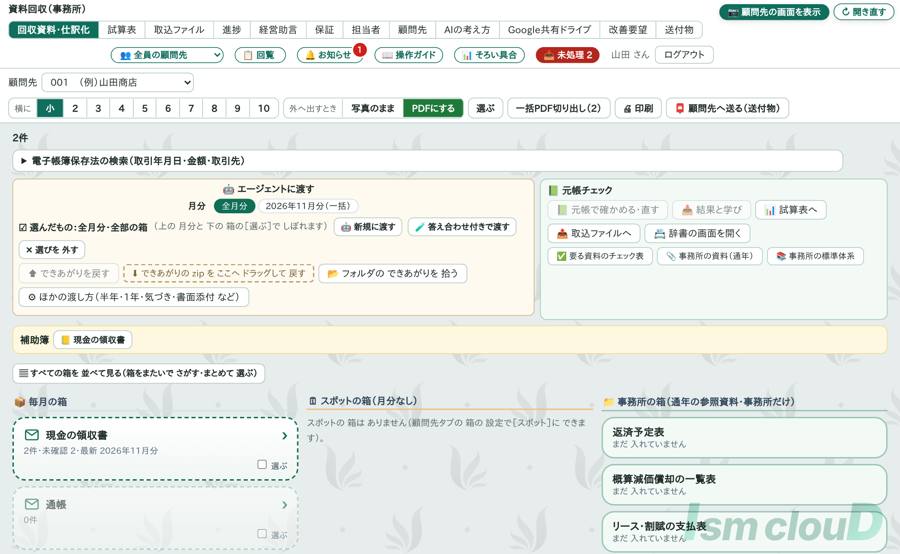 資料回収(事務所)
📷 顧問先の画面を表示
↻ 開き直す
回収資料・仕訳化 試算表 取込ファイル 進捗 経営助言 保証 担当者 顧問先 AIの考え方 Google共有ドライブ 改善要望 送付物
👥 全員の顧問先 📋 回覧 🔔 お知らせ 1 📖 操作ガイド 📊 そろい具合 📥 未処理 2 山田 さん ログアウト
顧問先 001 (例)山田商店
横に 小 2 3 4 5 6 7 8 9 10 外へ出すとき 写真のまま PDFにする 選ぶ 一括PDF切り出し(2) 🖨 印刷 📮 顧問先へ送る(送付物)
2件
▶ 電子帳簿保存法の検索(取引年月日・金額・取引先)
🤖 エージェントに渡す
月分 全月分 2026年11月分(一括)
☑ 選んだもの:全月分・全部の箱 (上の 月分と 下の 箱の[選ぶ]で しぼれます) 🤖 新規に渡す 🧪 答え合わせ付きで渡す
× 選びを 外す
⬆ できあがりを戻す ⬇ できあがりの zip を ここへ ドラッグして 戻す 📂 フォルダの できあがりを 拾う
⚙ ほかの渡し方(半年・1年・気づき・書面添付 など)
📗 元帳チェック
📗 元帳で確かめる・直す 📥 結果と学び 📊 試算表へ
📥 取込ファイルへ 📇 辞書の画面を開く
✅ 要る資料のチェック表 📎 事務所の資料(通年) 📚 事務所の標準体系
補助簿 📒 現金の領収書
☰ すべての箱を 並べて見る(箱をまたいで さがす・まとめて 選ぶ)
📦 毎月の箱
現金の領収書 ›
2件・未確認 2・最新 2026年11月分
選ぶ
通帳 ›
0件
選ぶ
🗓 スポットの箱(月分なし)
スポットの 箱は ありません(顧問先タブの 箱の 設定で[スポット]に できま
す)。
📁 事務所の箱(通年の参照資料・事務所だけ)
返済予定表
まだ 入れていません
概算減価償却の一覧表
まだ 入れていません
リース・割賦の支払表
まだ 入れていません
Ism clouD